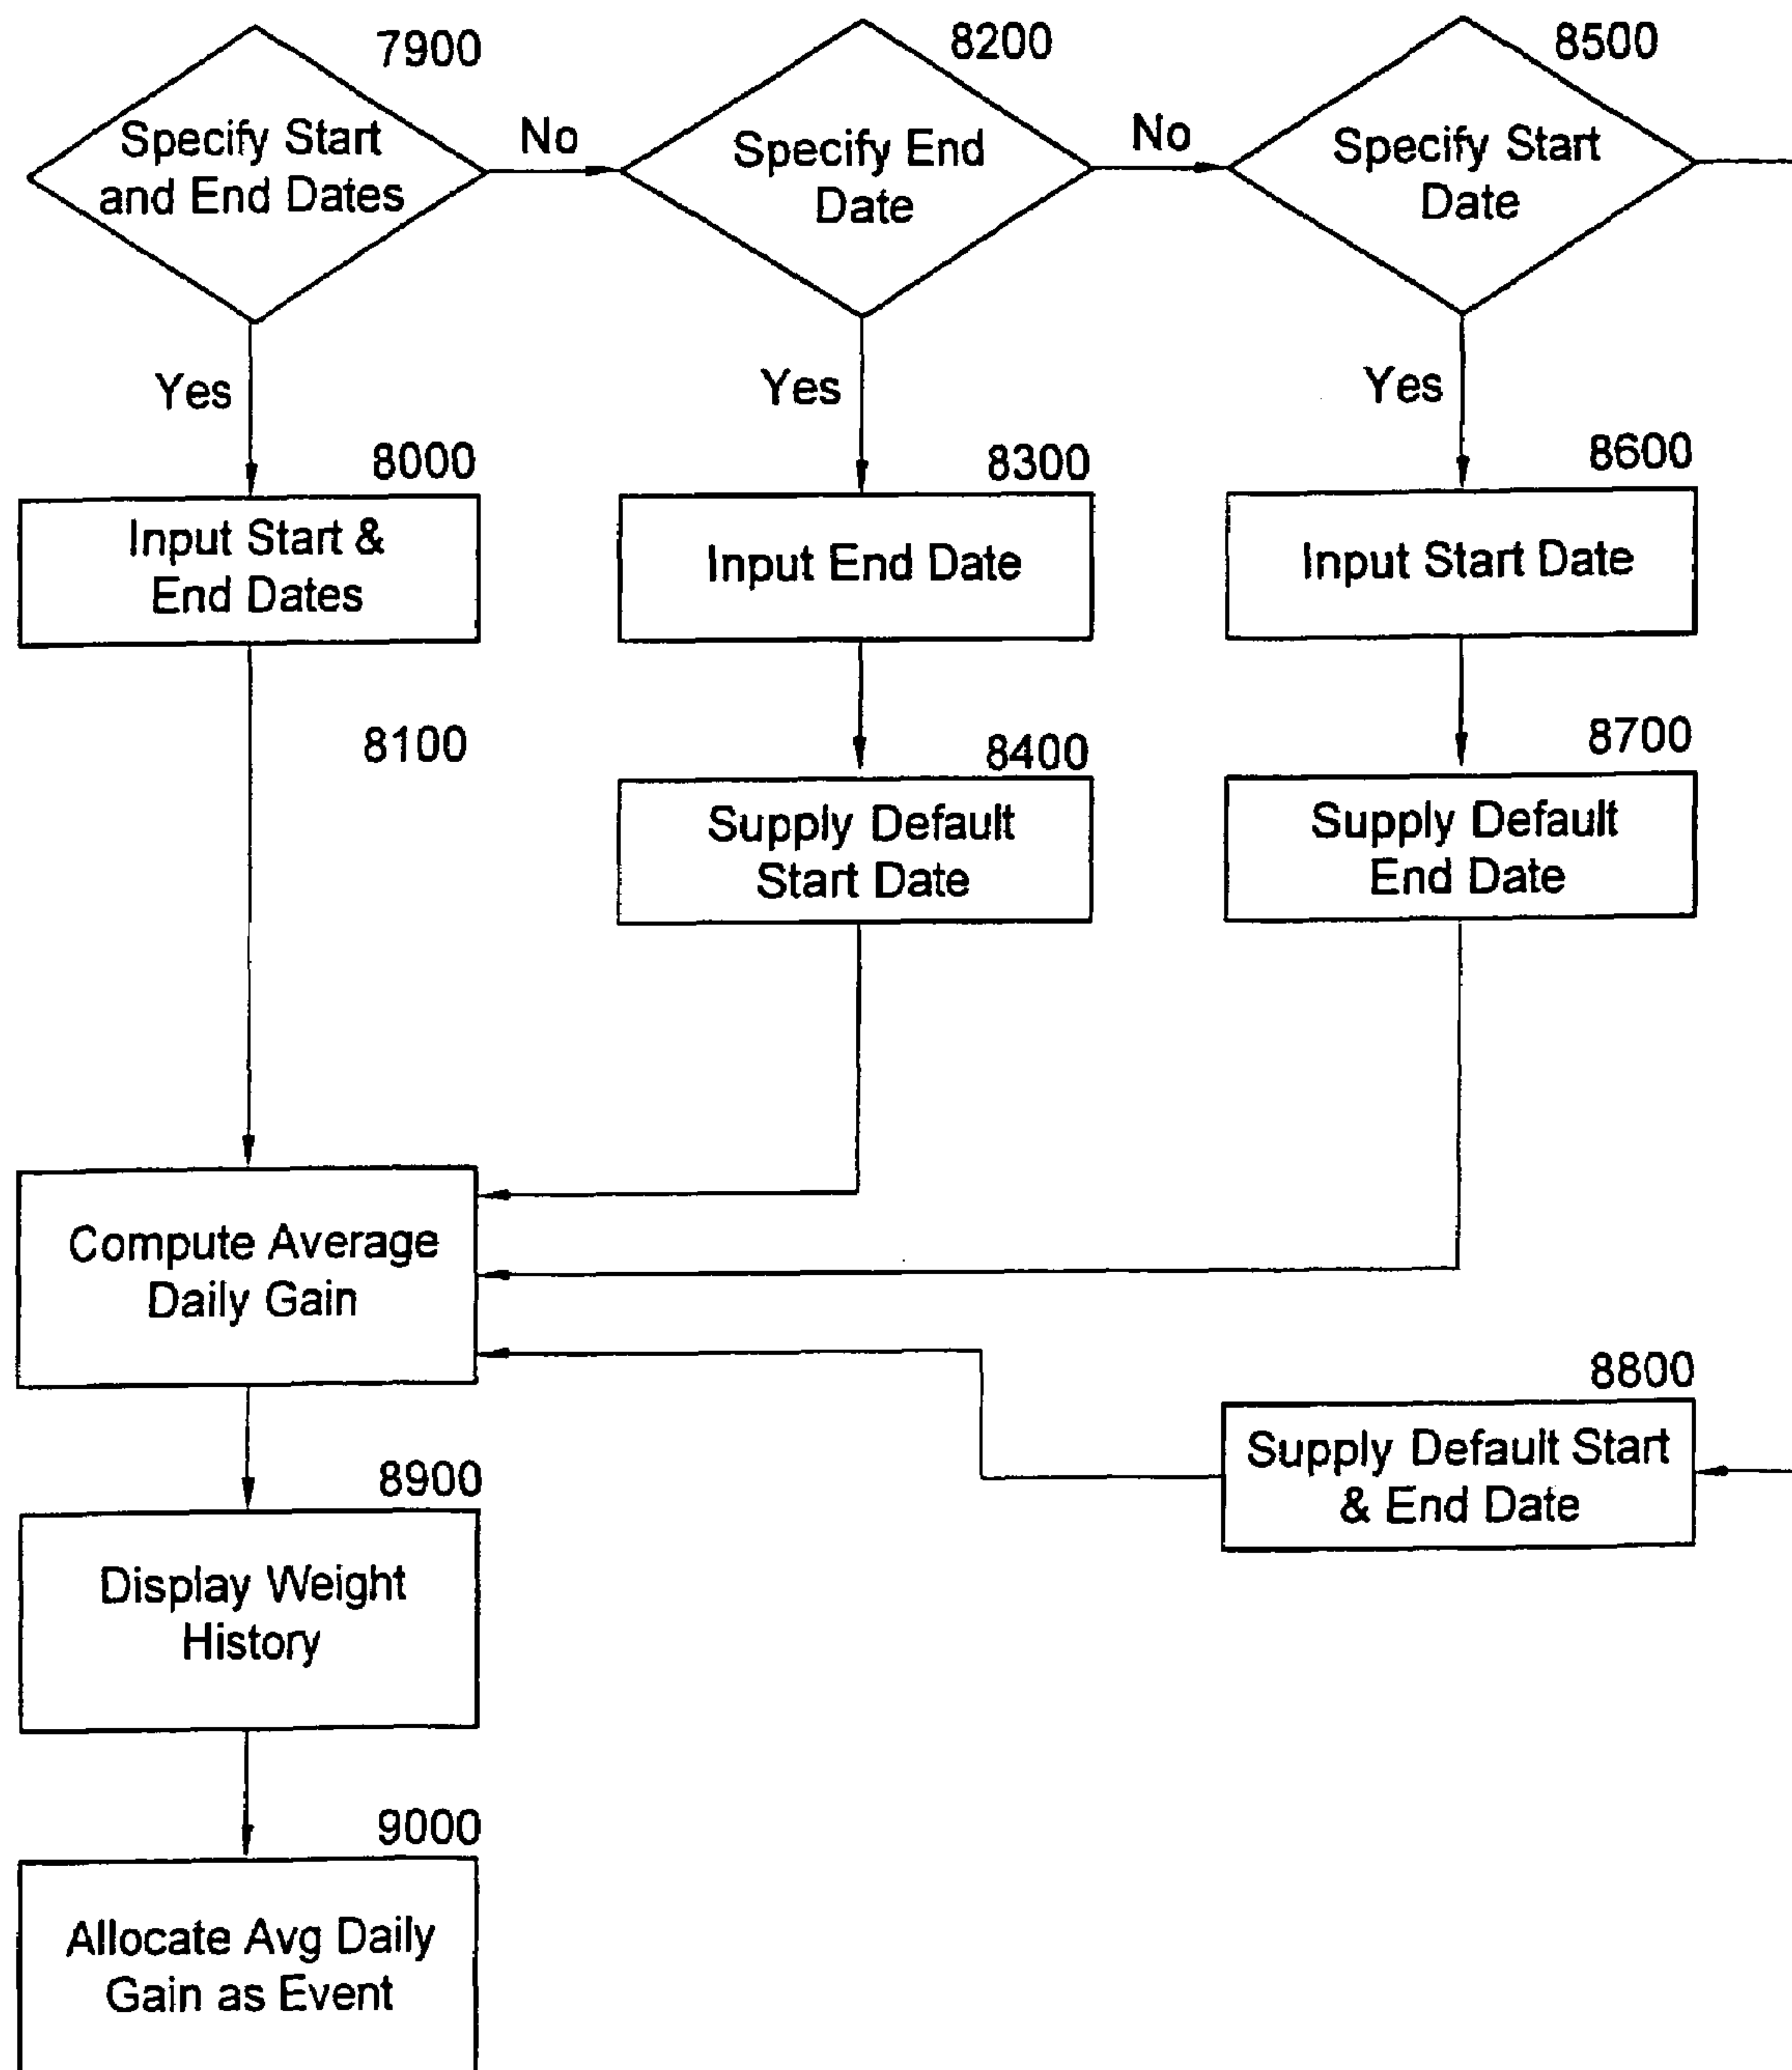 7900
Specify Start
and End Dates
No
8200
Specify End
Date
No
8500
Specify Start
Date
Yes
Yes
Yes
8000
Input Start &
End Dates
8300
Input End Date
8600
Input Start Date
8100
8400
Supply Default
Start Date
8700
Supply Default
End Date
Compute Average
Daily Gain
8800
Supply Default Start
& End Date
8900
Display Weight
History
9000
Allocate Avg Daily
Gain as Event